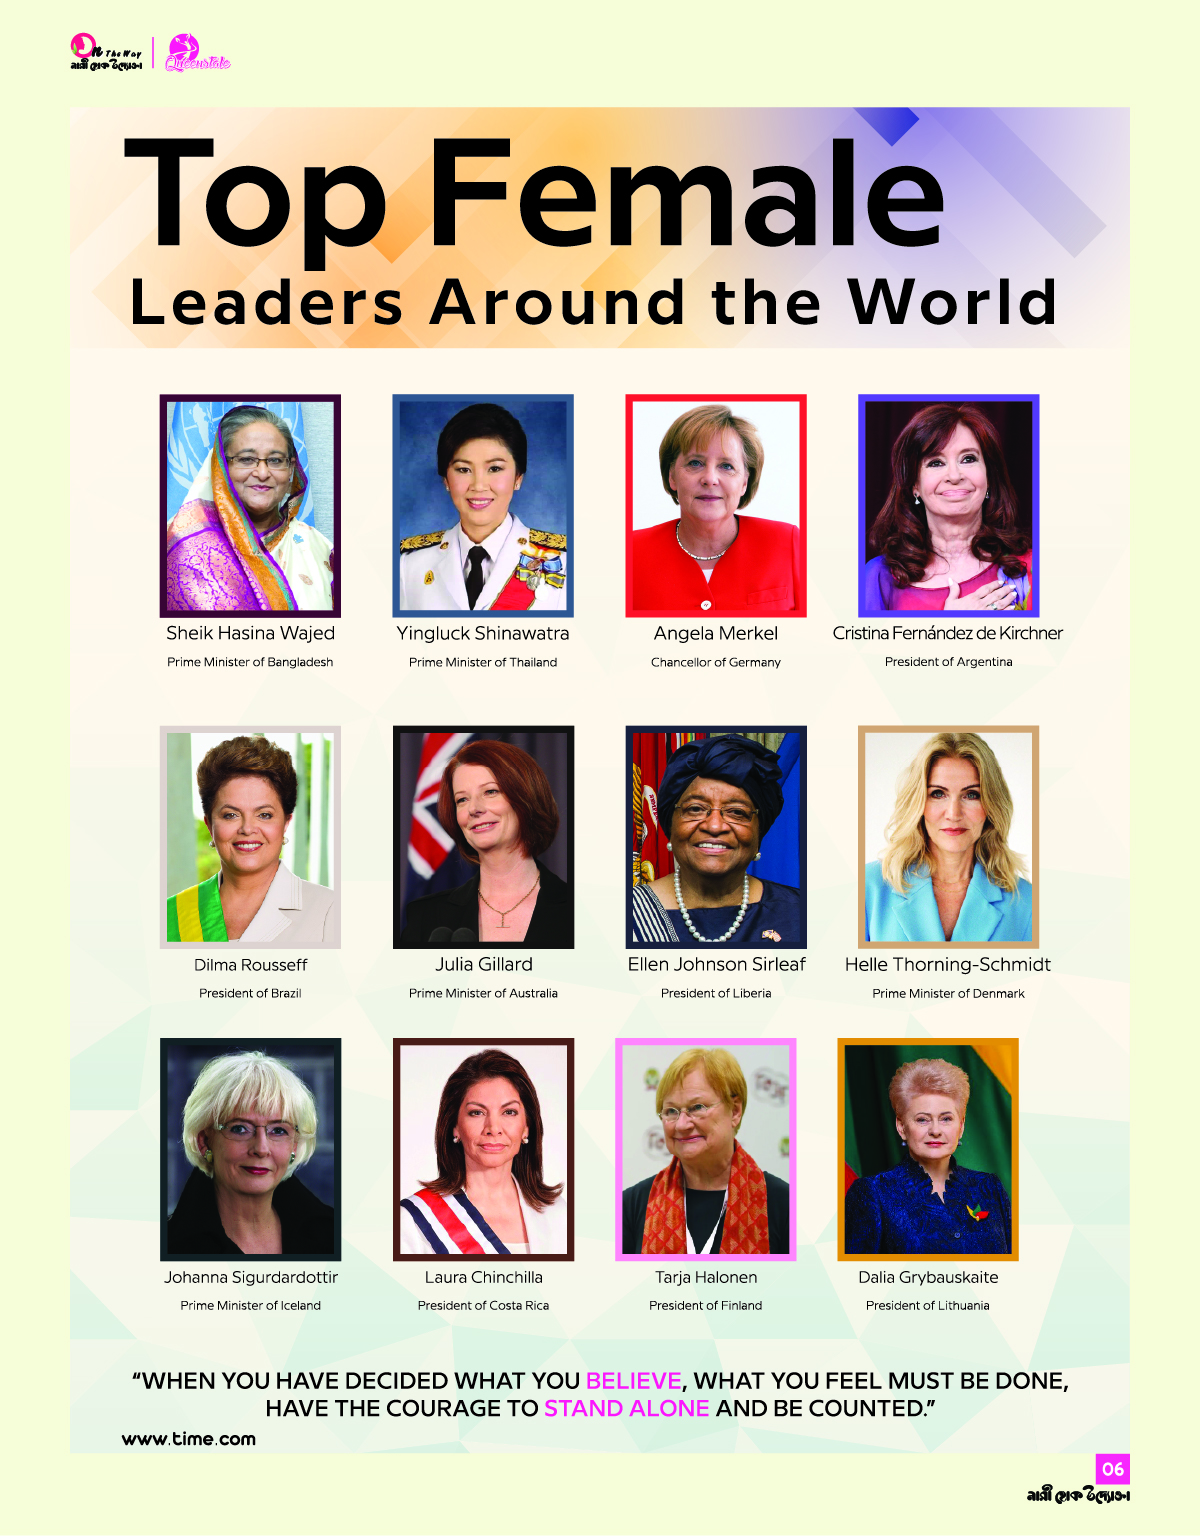 On The Way
নারী হোক উদ্যোক্তা
Queenstale
Top Female
Leaders Around the World
Sheik Hasina Wajed
Prime Minister of Bangladesh
Yingluck Shinawatra
Prime Minister of Thailand
Angela Merkel
Chancellor of Germany
Cristina Fernández de Kirchner
President of Argentina
Dilma Rousseff
President of Brazil
Julia Gillard
Prime Minister of Australia
Ellen Johnson Sirleaf
President of Liberia
Helle Thorning-Schmidt
Prime Minister of Denmark
Johanna Sigurdardottir
Prime Minister of Iceland
Laura Chinchilla
President of Costa Rica
Tarja Halonen
President of Finland
Dalia Grybauskaite
President of Lithuania
“WHEN YOU HAVE DECIDED WHAT YOU BELIEVE, WHAT YOU FEEL MUST BE DONE,
HAVE THE COURAGE TO STAND ALONE AND BE COUNTED.”
www.time.com
06
নারী হোক উদ্যোক্তা